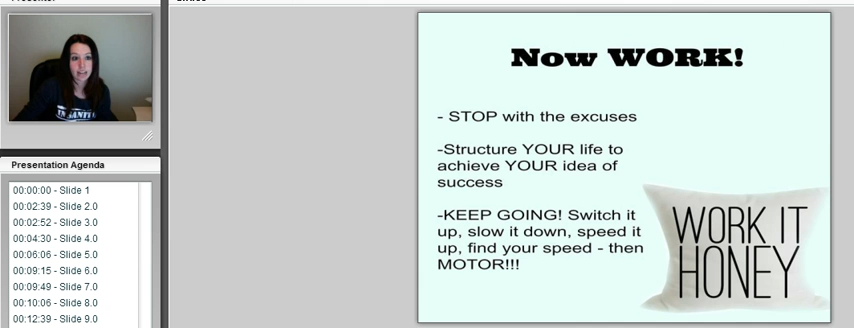 Presentation Agenda
00:00:00 - Slide 1
00:02:39 - Slide 2.0
00:02:52 - Slide 3.0
00:04:30 - Slide 4.0
00:06:06 - Slide 5.0
00:09:15 - Slide 6.0
00:09:49 - Slide 7.0
00:10:06 - Slide 8.0
00:12:39 - Slide 9.0
Now WORK!
- STOP with the excuses
-Structure YOUR life to
achieve YOUR idea of
success
-KEEP GOING! Switch it
up, slow it down, speed it
up, find your speed - then
MOTOR!!!
WORK IT
HONEY